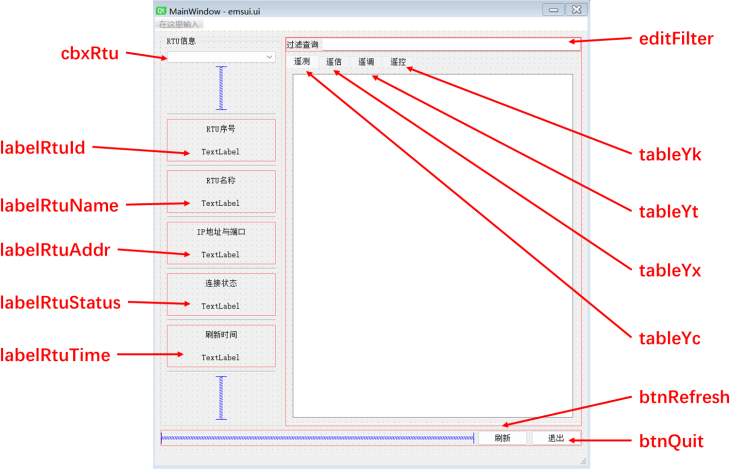 MainWindow - emsui.ui
在这里输入
RTU信息
过滤查询
遥测 遥信 遥调 遥控
RTU序号
TextLabel
RTU名称
TextLabel
IP地址与端口
TextLabel
连接状态
TextLabel
刷新时间
TextLabel
刷新 退出
cbxRtu
labelRtuId
labelRtuName
labelRtuAddr
labelRtuStatus
labelRtuTime
editFilter
tableYk
tableYt
tableYx
tableYc
btnRefresh
btnQuit